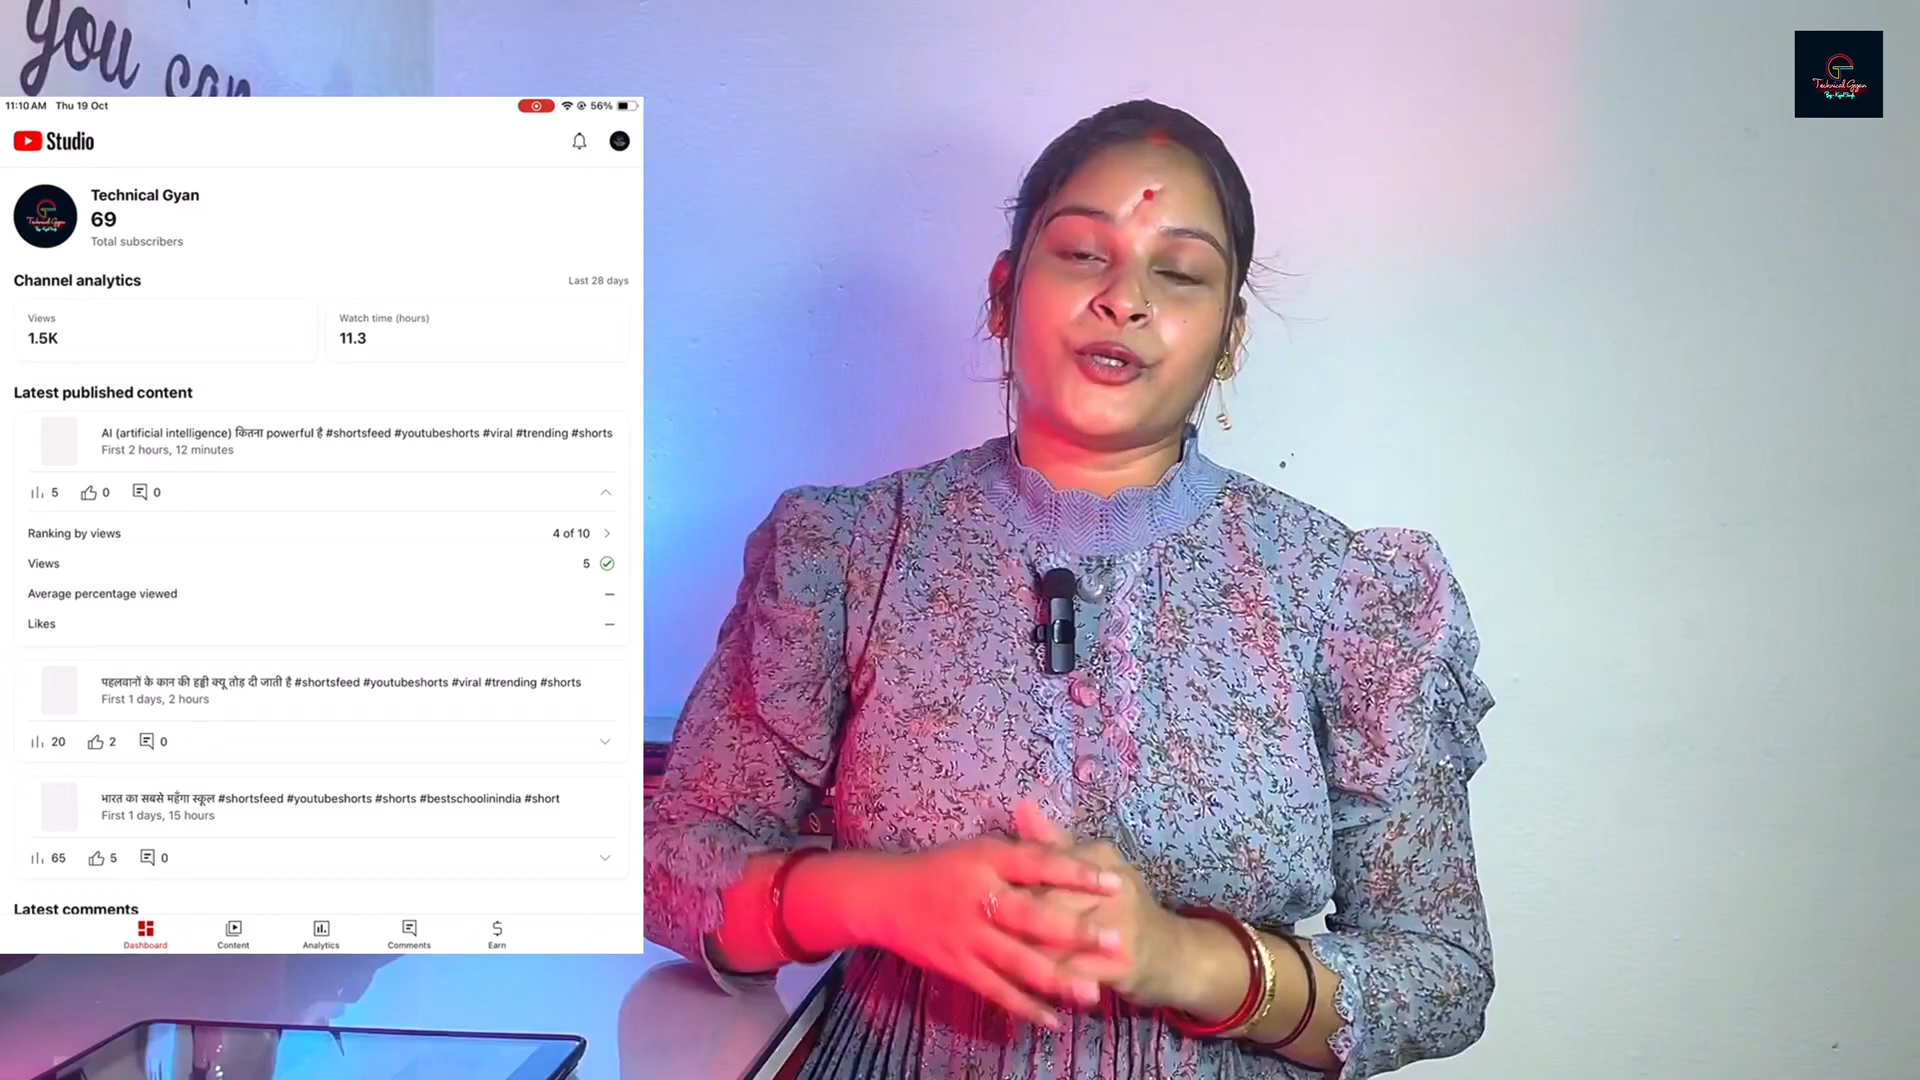 you can
11:10 AM Thu 19 Oct
56%
Studio
Technical Gyan
69
Total subscribers
Channel analytics
Last 28 days
Views
1.5K
Watch time (hours)
11.3
Latest published content
AI (artificial intelligence) कितना powerful है #shortsfeed #youtubeshorts #viral #trending #shorts
First 2 hours, 12 minutes
5 0 0
Ranking by views 4 of 10
Views 5
Average percentage viewed —
Likes —
पहलवानों के कान की हड्डी क्यू तोड़ दी जाती है #shortsfeed #youtubeshorts #viral #trending #shorts
First 1 days, 2 hours
20 2 0
भारत का सबसे महँगा स्कूल #shortsfeed #youtubeshorts #shorts #bestschoolinindia #short
First 1 days, 15 hours
65 5 0
Latest comments
Dashboard Content Analytics Comments Earn
Technical Gyan